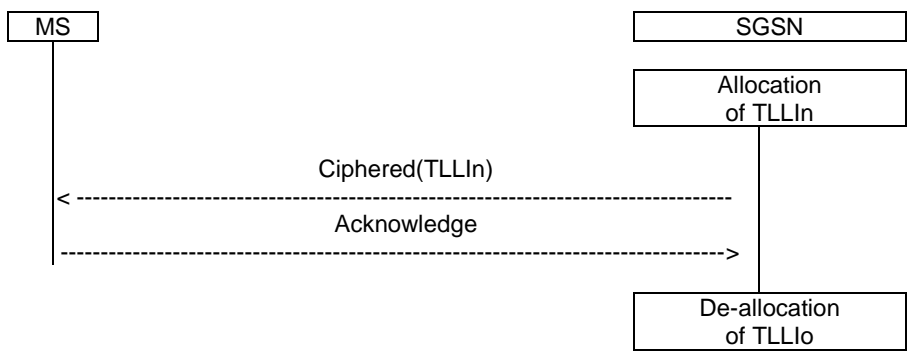 MS
SGSN
Allocation
of TLLIn
Ciphered(TLLIn)
Acknowledge
De-allocation
of TLLIo